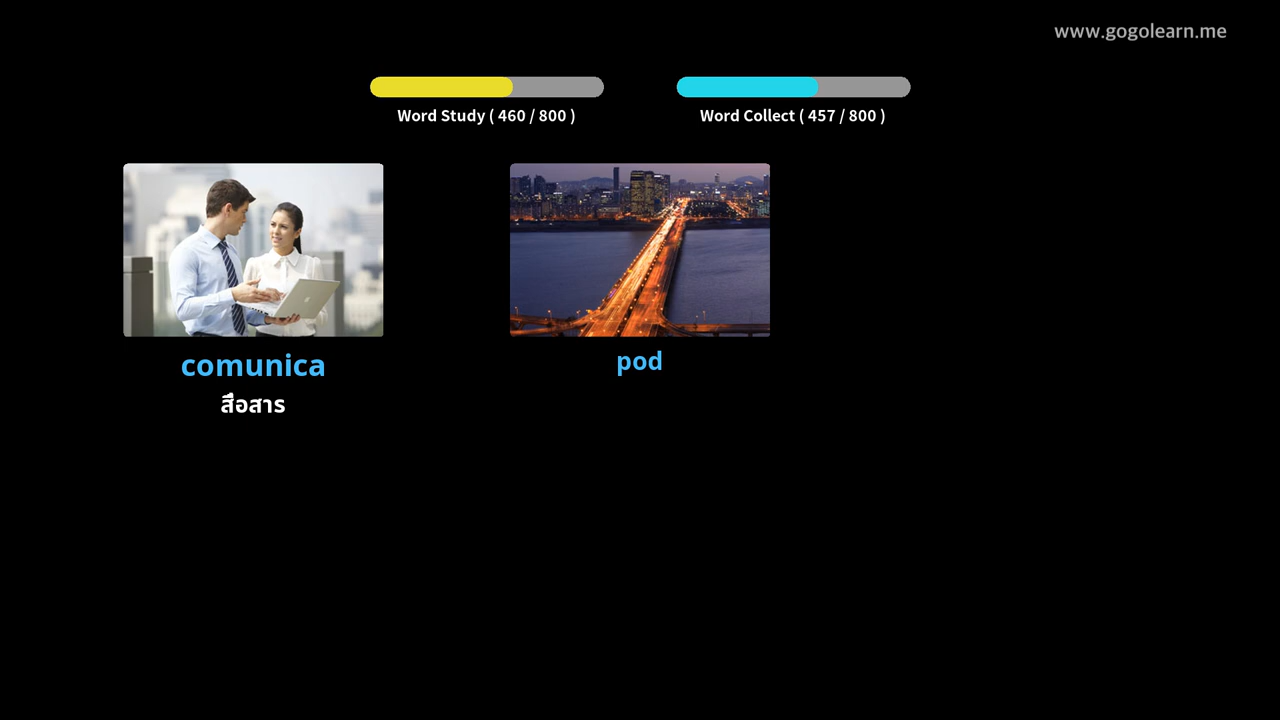 www.gogolearn.me
Word Study ( 460 / 800 )
Word Collect ( 457 / 800 )
comunica
สื่อสาร
pod